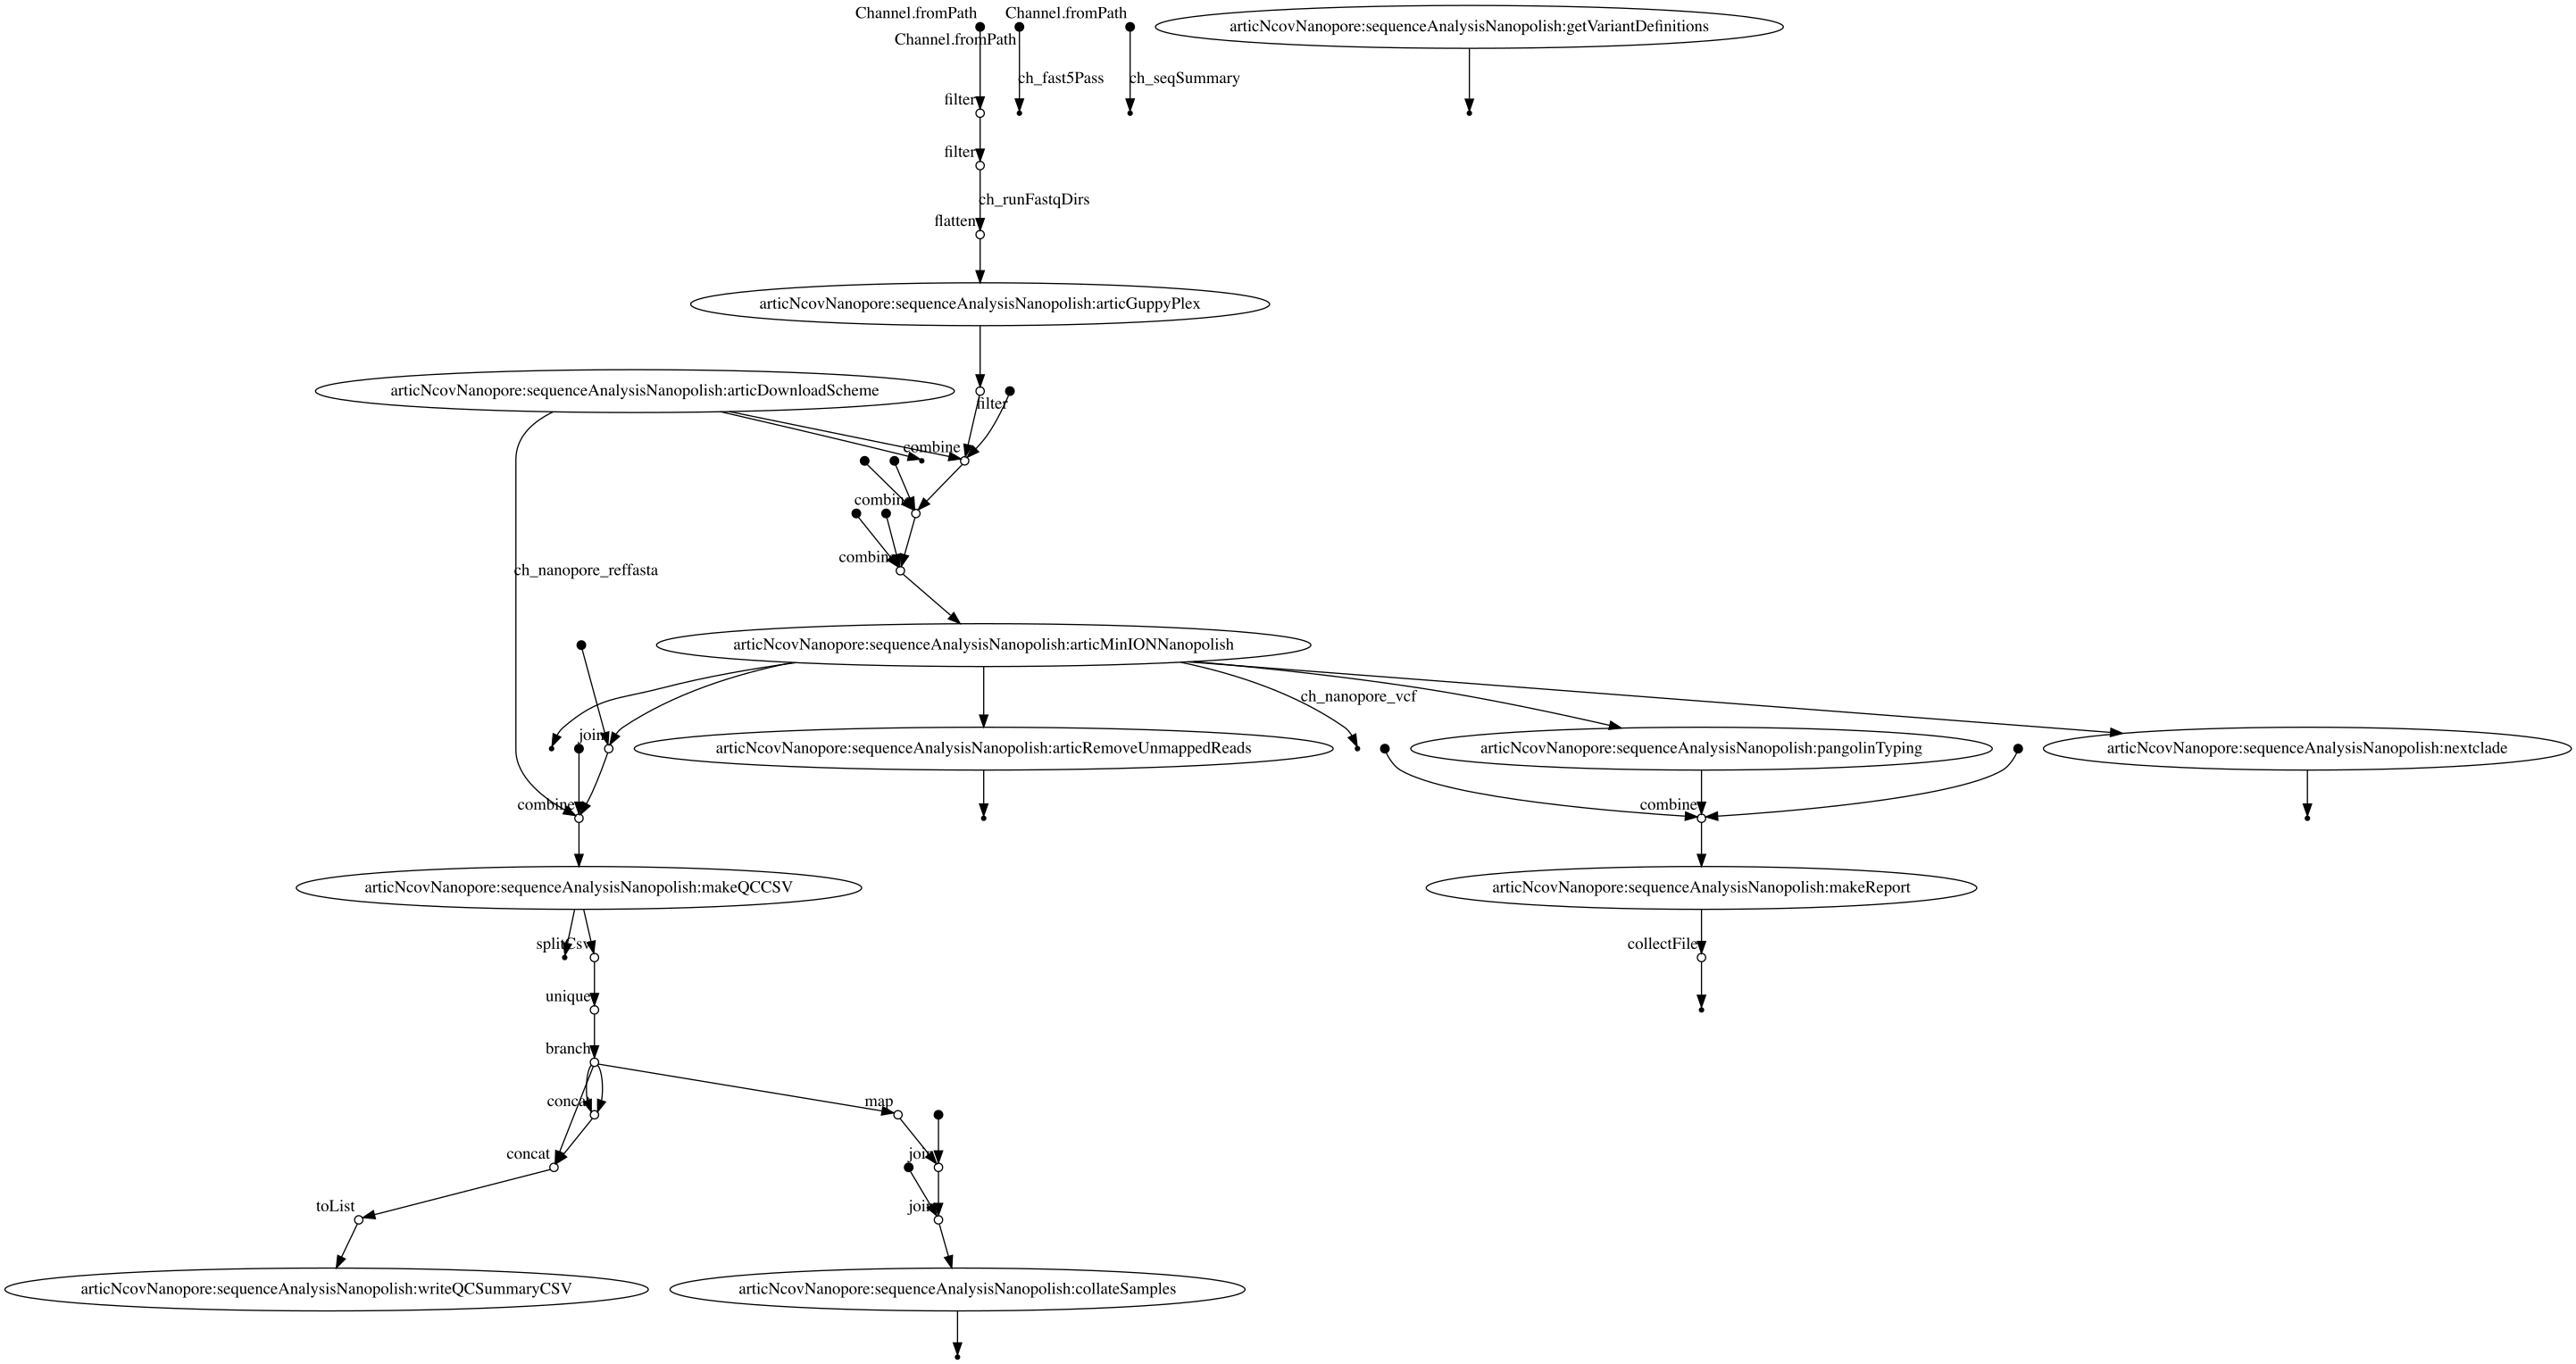 Channel.fromPath
Channel.fromPath
articNcovNanopore:sequenceAnalysisNanopolish:getVariantDefinitions
Channel.fromPath
ch_fast5Pass
ch_seqSummary
filter
filter
ch_runFastqDirs
flatten
articNcovNanopore:sequenceAnalysisNanopolish:articGuppyPlex
articNcovNanopore:sequenceAnalysisNanopolish:articDownloadScheme
filter
combine
combine
combine
ch_nanopore_reffasta
articNcovNanopore:sequenceAnalysisNanopolish:articMinIONNanopolish
ch_nanopore_vcf
join
articNcovNanopore:sequenceAnalysisNanopolish:articRemoveUnmappedReads
articNcovNanopore:sequenceAnalysisNanopolish:pangolinTyping
articNcovNanopore:sequenceAnalysisNanopolish:nextclade
combine
combine
articNcovNanopore:sequenceAnalysisNanopolish:makeQCCSV
articNcovNanopore:sequenceAnalysisNanopolish:makeReport
splitCsv
collectFile
unique
branch
concat
map
concat
join
toList
join
articNcovNanopore:sequenceAnalysisNanopolish:writeQCSummaryCSV
articNcovNanopore:sequenceAnalysisNanopolish:collateSamples